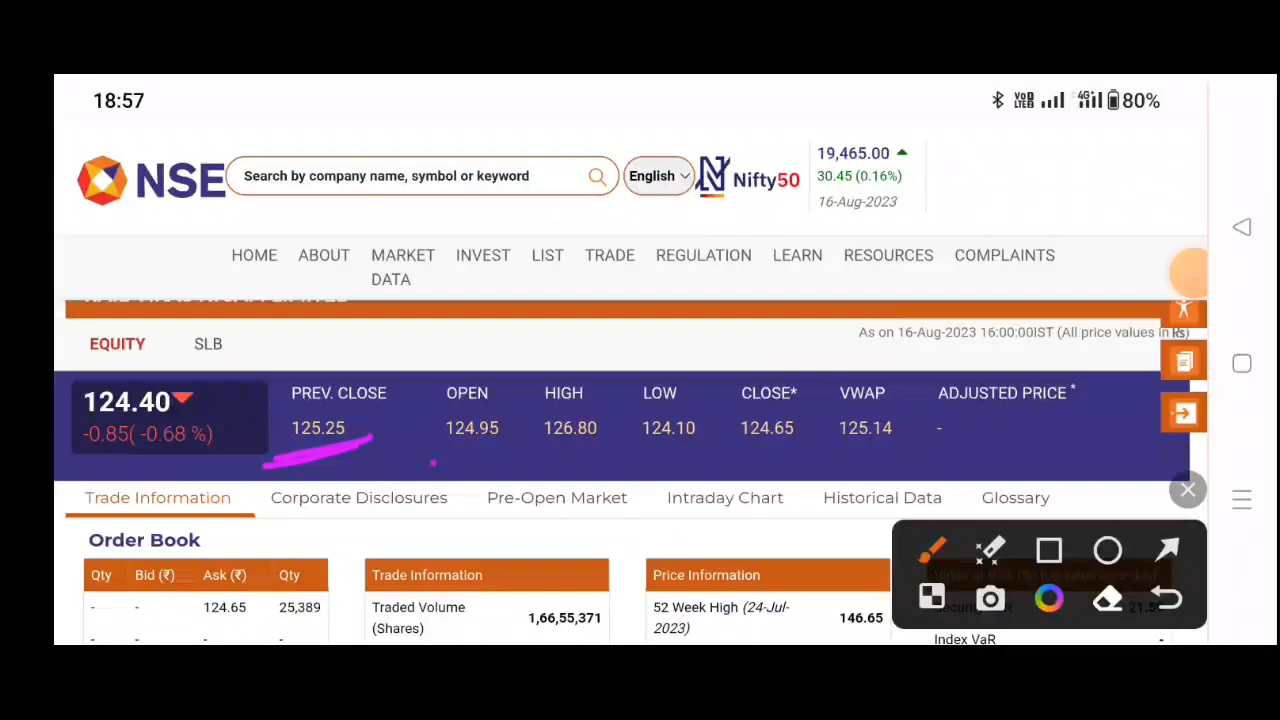 18:57
VoD LTE 4G+ 80%
NSE
Search by company name, symbol or keyword
English
Nifty50
19,465.00
30.45 (0.16%)
16-Aug-2023
HOME ABOUT MARKET DATA INVEST LIST TRADE REGULATION LEARN RESOURCES COMPLAINTS
As on 16-Aug-2023 16:00:00IST (All price values in Rs)
EQUITY SLB
124.40
-0.85( -0.68 %)
PREV. CLOSE OPEN HIGH LOW CLOSE* VWAP ADJUSTED PRICE *
125.25 124.95 126.80 124.10 124.65 125.14 -
Trade Information Corporate Disclosures Pre-Open Market Intraday Chart Historical Data Glossary
Order Book
Qty Bid (₹) Ask (₹) Qty
- - 124.65 25,389
- - - -
Trade Information
Traded Volume (Shares) 1,66,55,371
Price Information
52 Week High (24-Jul-2023) 146.65
Index VaR -